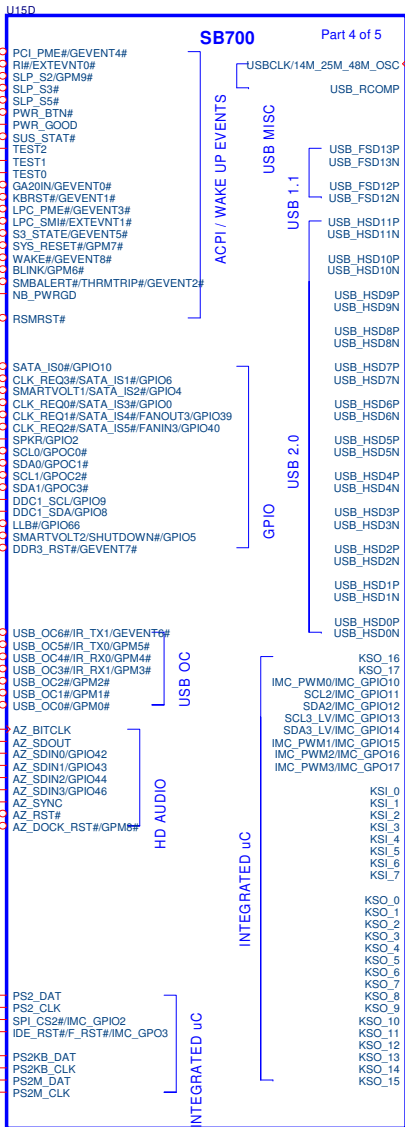 U15D
SB700
Part 4 of 5
PCI_PME#/GEVENT4#
RI#/EXTEVNT0#
SLP_S2/GPM9#
SLP_S3#
SLP_S5#
PWR_BTN#
PWR_GOOD
SUS_STAT#
TEST2
TEST1
TEST0
GA20IN/GEVENT0#
KBRST#/GEVENT1#
LPC_PME#/GEVENT3#
LPC_SMI#/EXTEVNT1#
S3_STATE/GEVENT5#
SYS_RESET#/GPM7#
WAKE#/GEVENT8#
BLINK/GPM6#
SMBALERT#/THRMTRIP#/GEVENT2#
NB_PWRGD
RSMRST#
ACPI / WAKE UP EVENTS
SATA_IS0#/GPIO10
CLK_REQ3#/SATA_IS1#/GPIO6
SMARTVOLT1/SATA_IS2#/GPIO4
CLK_REQ0#/SATA_IS3#/GPIO0
CLK_REQ1#/SATA_IS4#/FANOUT3/GPIO39
CLK_REQ2#/SATA_IS5#/FANIN3/GPIO40
SPKR/GPIO2
SCL0/GPOC0#
SDA0/GPOC1#
SCL1/GPOC2#
SDA1/GPOC3#
DDC1_SCL/GPIO9
DDC1_SDA/GPIO8
LLB#/GPIO66
SMARTVOLT2/SHUTDOWN#/GPIO5
DDR3_RST#/GEVENT7#
GPIO
USB_OC6#/IR_TX1/GEVENT6#
USB_OC5#/IR_TX0/GPM5#
USB_OC4#/IR_RX0/GPM4#
USB_OC3#/IR_RX1/GPM3#
USB_OC2#/GPM2#
USB_OC1#/GPM1#
USB_OC0#/GPM0#
USB OC
AZ_BITCLK
AZ_SDOUT
AZ_SDIN0/GPIO42
AZ_SDIN1/GPIO43
AZ_SDIN2/GPIO44
AZ_SDIN3/GPIO46
AZ_SYNC
AZ_RST#
AZ_DOCK_RST#/GPM8#
HD AUDIO
PS2_DAT
PS2_CLK
SPI_CS2#/IMC_GPIO2
IDE_RST#/F_RST#/IMC_GPO3
PS2KB_DAT
PS2KB_CLK
PS2M_DAT
PS2M_CLK
INTEGRATED uC
USBCLK/14M_25M_48M_OSC
USB_RCOMP
USB MISC
USB_FSD13P
USB_FSD13N
USB_FSD12P
USB_FSD12N
USB 1.1
USB_HSD11P
USB_HSD11N
USB_HSD10P
USB_HSD10N
USB_HSD9P
USB_HSD9N
USB_HSD8P
USB_HSD8N
USB_HSD7P
USB_HSD7N
USB_HSD6P
USB_HSD6N
USB_HSD5P
USB_HSD5N
USB_HSD4P
USB_HSD4N
USB_HSD3P
USB_HSD3N
USB_HSD2P
USB_HSD2N
USB_HSD1P
USB_HSD1N
USB_HSD0P
USB_HSD0N
USB 2.0
KSO_16
KSO_17
IMC_PWM0/IMC_GPIO10
SCL2/IMC_GPIO11
SDA2/IMC_GPIO12
SCL3_LV/IMC_GPIO13
SDA3_LV/IMC_GPIO14
IMC_PWM1/IMC_GPIO15
IMC_PWM2/IMC_GPO16
IMC_PWM3/IMC_GPO17
KSI_0
KSI_1
KSI_2
KSI_3
KSI_4
KSI_5
KSI_6
KSI_7
KSO_0
KSO_1
KSO_2
KSO_3
KSO_4
KSO_5
KSO_6
KSO_7
KSO_8
KSO_9
KSO_10
KSO_11
KSO_12
KSO_13
KSO_14
KSO_15
INTEGRATED uC